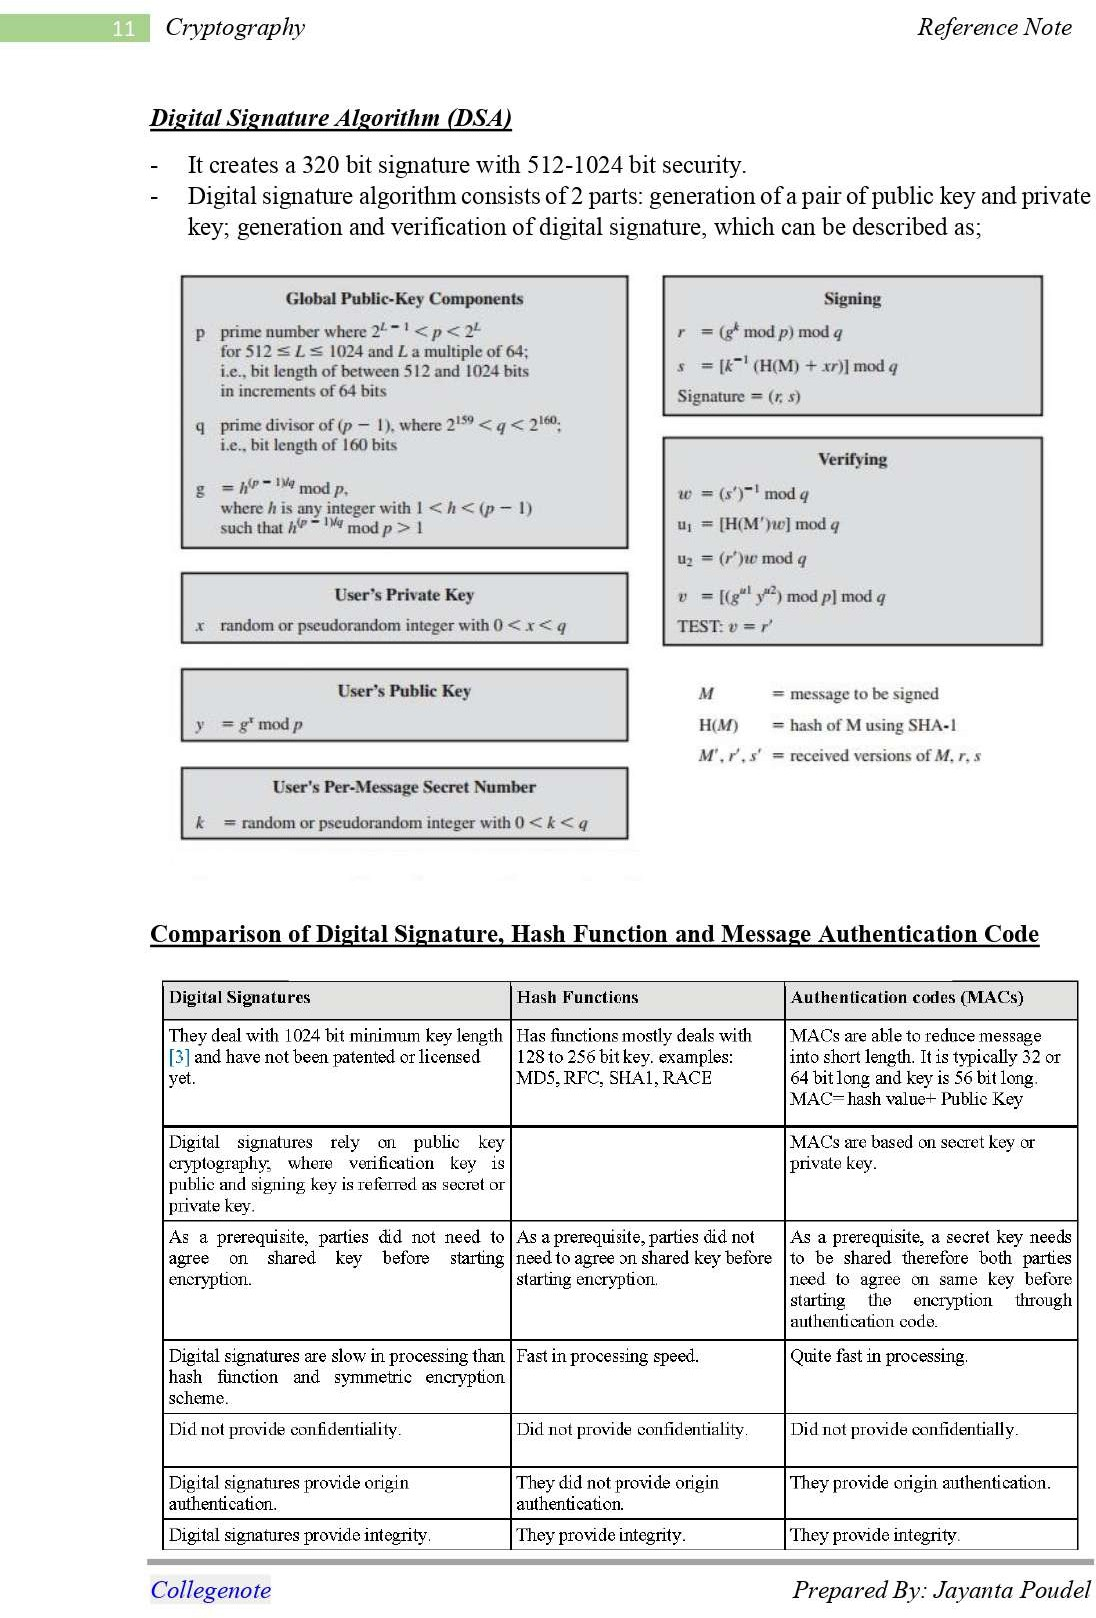 11 Cryptography Reference Note
Digital Signature Algorithm (DSA)
- It creates a 320 bit signature with 512-1024 bit security.
- Digital signature algorithm consists of 2 parts: generation of a pair of public key and private
key; generation and verification of digital signature, which can be described as;
Global Public-Key Components
p prime number where 2^(L−1) < p < 2^L
for 512 ≤ L ≤ 1024 and L a multiple of 64;
i.e., bit length of between 512 and 1024 bits
in increments of 64 bits
q prime divisor of (p − 1), where 2^159 < q < 2^160;
i.e., bit length of 160 bits
g = h^((p − 1)/q) mod p,
where h is any integer with 1 < h < (p − 1)
such that h^((p − 1)/q) mod p > 1
User's Private Key
x random or pseudorandom integer with 0 < x < q
User's Public Key
y = g^x mod p
User's Per-Message Secret Number
k = random or pseudorandom integer with 0 < k < q
Signing
r = (g^k mod p) mod q
s = [k^−1 (H(M) + xr)] mod q
Signature = (r, s)
Verifying
w = (s′)^−1 mod q
u1 = [H(M′)w] mod q
u2 = (r′)w mod q
v = [(g^u1 y^u2) mod p] mod q
TEST: v = r′
M = message to be signed
H(M) = hash of M using SHA-1
M′, r′, s′ = received versions of M, r, s
Comparison of Digital Signature, Hash Function and Message Authentication Code
Digital Signatures
Hash Functions
Authentication codes (MACs)
They deal with 1024 bit minimum key length
[3] and have not been patented or licensed
yet.
Has functions mostly deals with
128 to 256 bit key. examples:
MD5, RFC, SHA1, RACE
MACs are able to reduce message
into short length. It is typically 32 or
64 bit long and key is 56 bit long.
MAC= hash value+ Public Key
Digital signatures rely on public key
cryptography; where verification key is
public and signing key is referred as secret or
private key.
MACs are based on secret key or
private key.
As a prerequisite, parties did not need to
agree on shared key before starting
encryption.
As a prerequisite, parties did not
need to agree on shared key before
starting encryption.
As a prerequisite, a secret key needs
to be shared therefore both parties
need to agree on same key before
starting the encryption through
authentication code.
Digital signatures are slow in processing than
hash function and symmetric encryption
scheme.
Fast in processing speed.
Quite fast in processing.
Did not provide confidentiality.
Did not provide confidentiality.
Did not provide confidentially.
Digital signatures provide origin
authentication.
They did not provide origin
authentication.
They provide origin authentication.
Digital signatures provide integrity.
They provide integrity.
They provide integrity.
Collegenote Prepared By: Jayanta Poudel